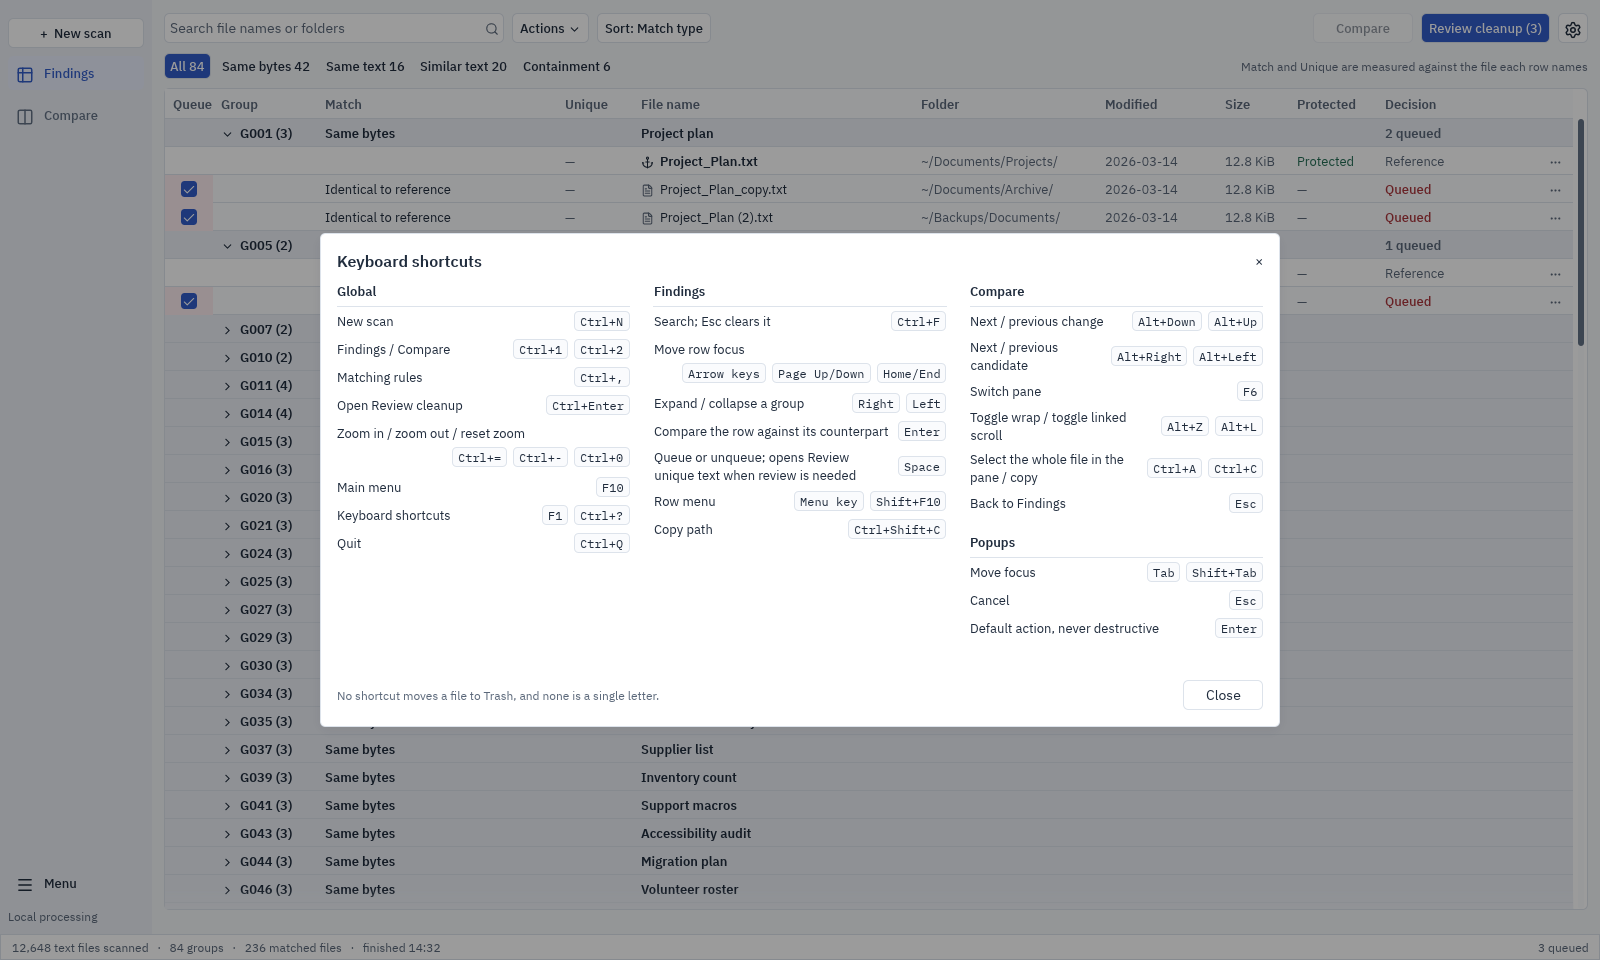 + New scan
Findings
Compare
Menu
Local processing
Search file names or folders
Actions
Sort: Match type
Compare
Review cleanup (3)
All 84
Same bytes 42
Same text 16
Similar text 20
Containment 6
Match and Unique are measured against the file each row names
Queue Group Match Unique File name Folder Modified Size Protected Decision
G001 (3) Same bytes Project plan 2 queued
— Project_Plan.txt ~/Documents/Projects/ 2026-03-14 12.8 KiB Protected Reference ···
Identical to reference — Project_Plan_copy.txt ~/Documents/Archive/ 2026-03-14 12.8 KiB — Queued ···
Identical to reference — Project_Plan (2).txt ~/Backups/Documents/ 2026-03-14 12.8 KiB — Queued ···
G005 (2) 1 queued
— Reference ···
— Queued ···
G007 (2)
G010 (2)
G011 (4)
G014 (4)
G015 (3)
G016 (3)
G020 (3)
G021 (3)
G024 (3)
G025 (3)
G027 (3)
G029 (3)
G030 (3)
G034 (3)
G035 (3)
G037 (3) Same bytes Supplier list
G039 (3) Same bytes Inventory count
G041 (3) Same bytes Support macros
G043 (3) Same bytes Accessibility audit
G044 (3) Same bytes Migration plan
G046 (3) Same bytes Volunteer roster
Keyboard shortcuts
×
Global
New scan Ctrl+N
Findings / Compare Ctrl+1 Ctrl+2
Matching rules Ctrl+,
Open Review cleanup Ctrl+Enter
Zoom in / zoom out / reset zoom
Ctrl+= Ctrl+- Ctrl+0
Main menu F10
Keyboard shortcuts F1 Ctrl+?
Quit Ctrl+Q
Findings
Search; Esc clears it Ctrl+F
Move row focus
Arrow keys Page Up/Down Home/End
Expand / collapse a group Right Left
Compare the row against its counterpart Enter
Queue or unqueue; opens Review
unique text when review is needed Space
Row menu Menu key Shift+F10
Copy path Ctrl+Shift+C
Compare
Next / previous change Alt+Down Alt+Up
Next / previous
candidate Alt+Right Alt+Left
Switch pane F6
Toggle wrap / toggle linked
scroll Alt+Z Alt+L
Select the whole file in the
pane / copy Ctrl+A Ctrl+C
Back to Findings Esc
Popups
Move focus Tab Shift+Tab
Cancel Esc
Default action, never destructive Enter
No shortcut moves a file to Trash, and none is a single letter.
Close
12,648 text files scanned · 84 groups · 236 matched files · finished 14:32
3 queued